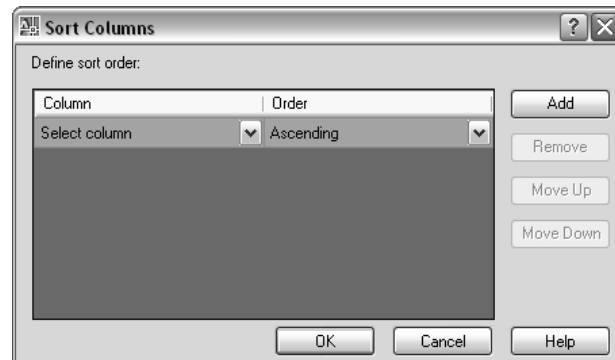 Sort Columns
Define sort order:
Column Order Add
Select column Ascending
Remove
Move Up
Move Down
OK Cancel Help